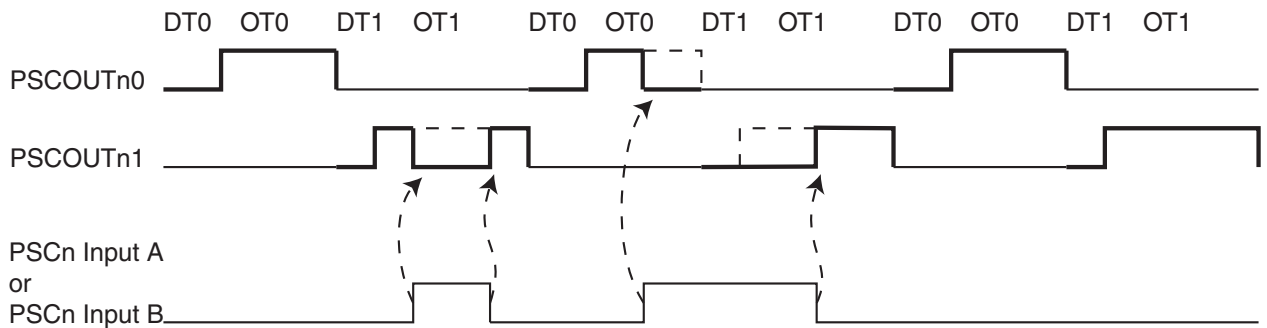 DT0 OT0 DT1 OT1 DT0 OT0 DT1 OT1 DT0 OT0 DT1 OT1
PSCOUTn0
PSCOUTn1
PSCn Input A
or
PSCn Input B